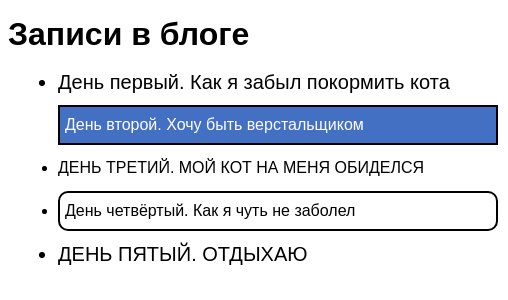 Записи в блоге
День первый. Как я забыл покормить кота
День второй. Хочу быть верстальщиком
ДЕНЬ ТРЕТИЙ. МОЙ КОТ НА МЕНЯ ОБИДЕЛСЯ
День четвёртый. Как я чуть не заболел
ДЕНЬ ПЯТЫЙ. ОТДЫХАЮ